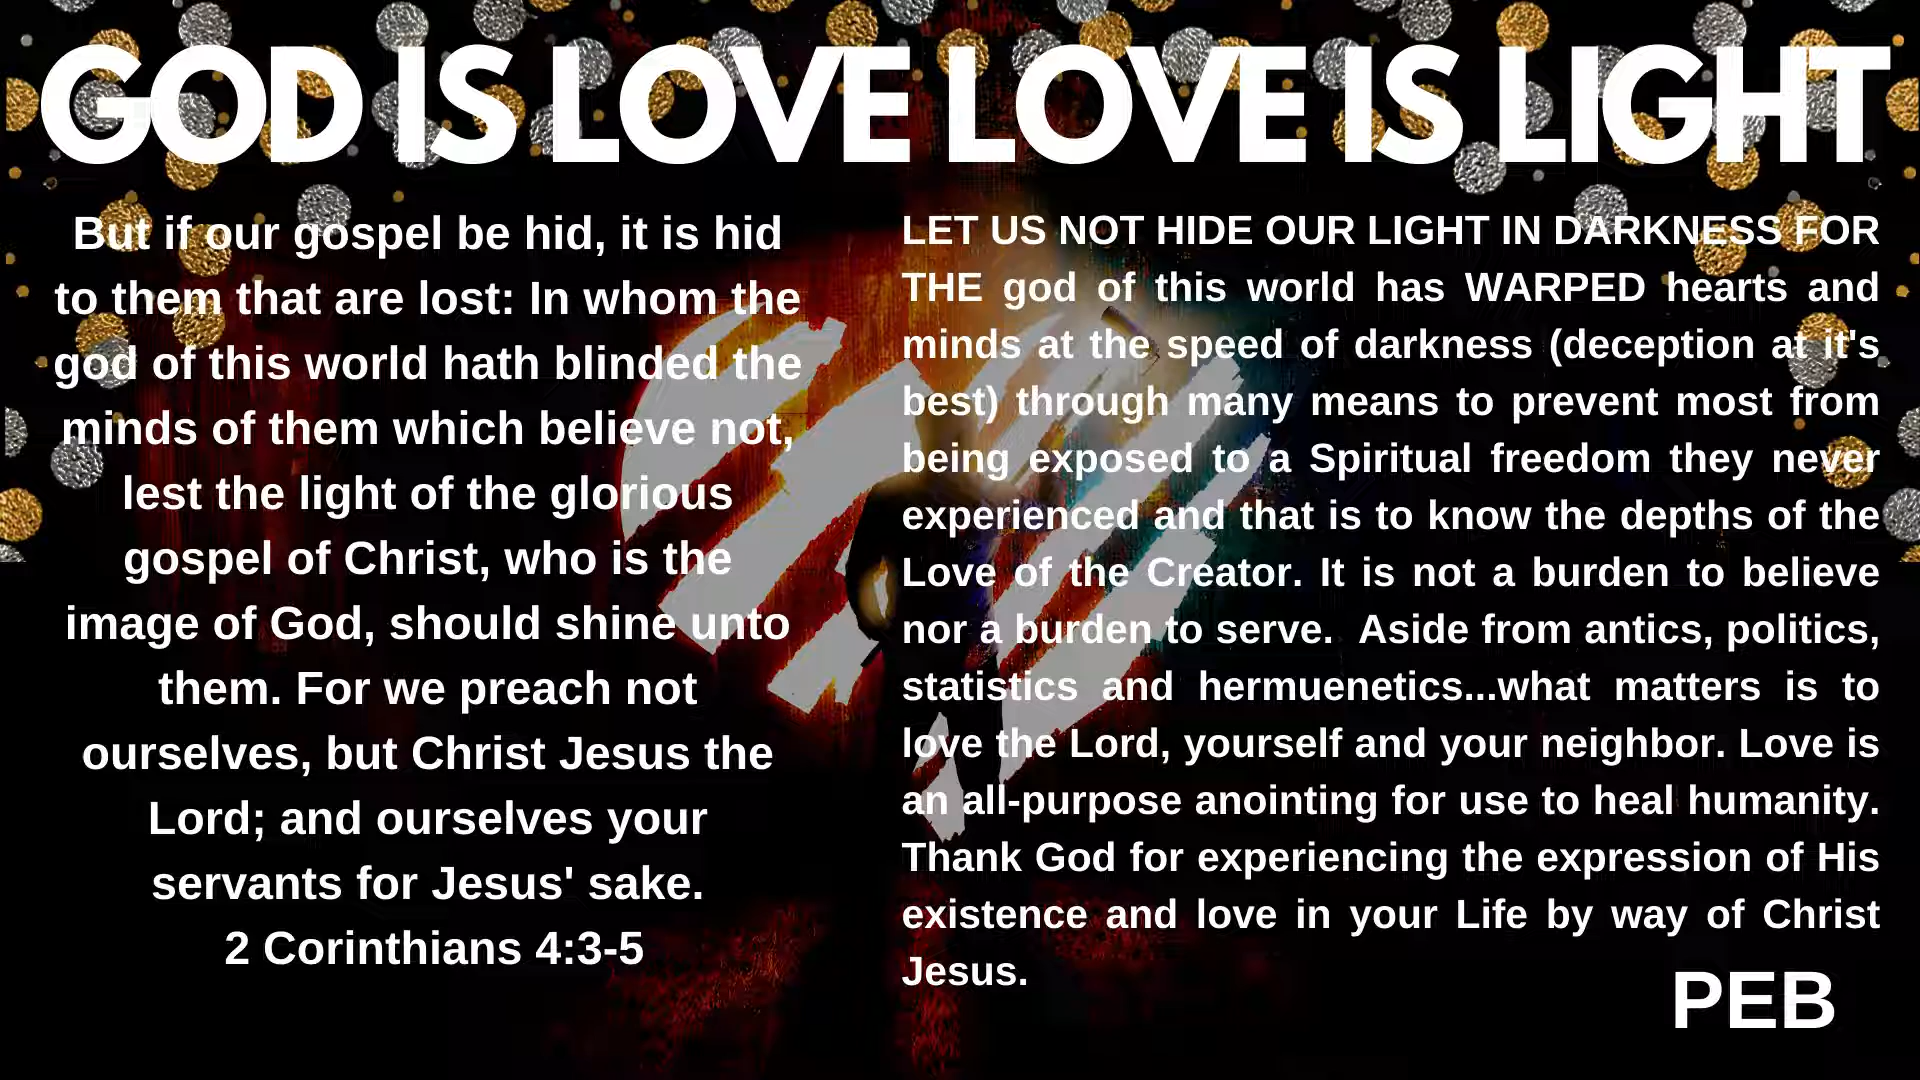 GOD IS LOVE LOVE IS LIGHT
But if our gospel be hid, it is hid
to them that are lost: In whom the
god of this world hath blinded the
minds of them which believe not,
lest the light of the glorious
gospel of Christ, who is the
image of God, should shine unto
them. For we preach not
ourselves, but Christ Jesus the
Lord; and ourselves your
servants for Jesus' sake.
2 Corinthians 4:3-5
LET US NOT HIDE OUR LIGHT IN DARKNESS FOR
THE god of this world has WARPED hearts and
minds at the speed of darkness (deception at it's
best) through many means to prevent most from
being exposed to a Spiritual freedom they never
experienced and that is to know the depths of the
Love of the Creator. It is not a burden to believe
nor a burden to serve.  Aside from antics, politics,
statistics and hermuenetics...what matters is to
love the Lord, yourself and your neighbor. Love is
an all-purpose anointing for use to heal humanity.
Thank God for experiencing the expression of His
existence and love in your Life by way of Christ
Jesus.
PEB